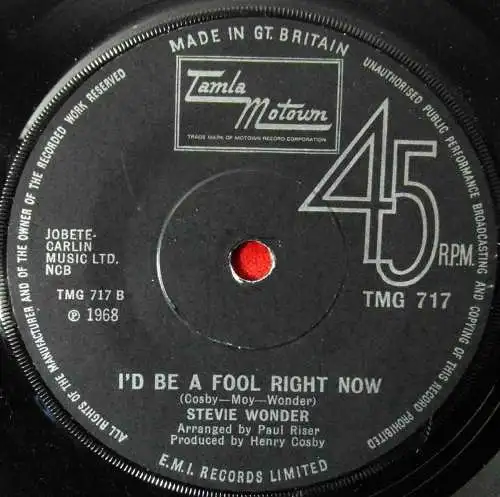 MADE IN GT. BRITAIN
UNAUTHORISED PUBLIC PERFORMANCE BROADCASTING AND COPYING OF THIS RECORD PROHIBITED
ALL RIGHTS OF THE MANUFACTURER AND OF THE OWNER OF THE RECORDED WORK RESERVED
Tamla
Motown
TRADE MARK OF MOTOWN RECORD CORPORATION
45
R.P.M.
JOBETE-
CARLIN
MUSIC LTD.
NCB
TMG 717 B
℗ 1968
TMG 717
I'D BE A FOOL RIGHT NOW
(Cosby—Moy—Wonder)
STEVIE WONDER
Arranged by Paul Riser
Produced by Henry Cosby
E.M.I. RECORDS LIMITED